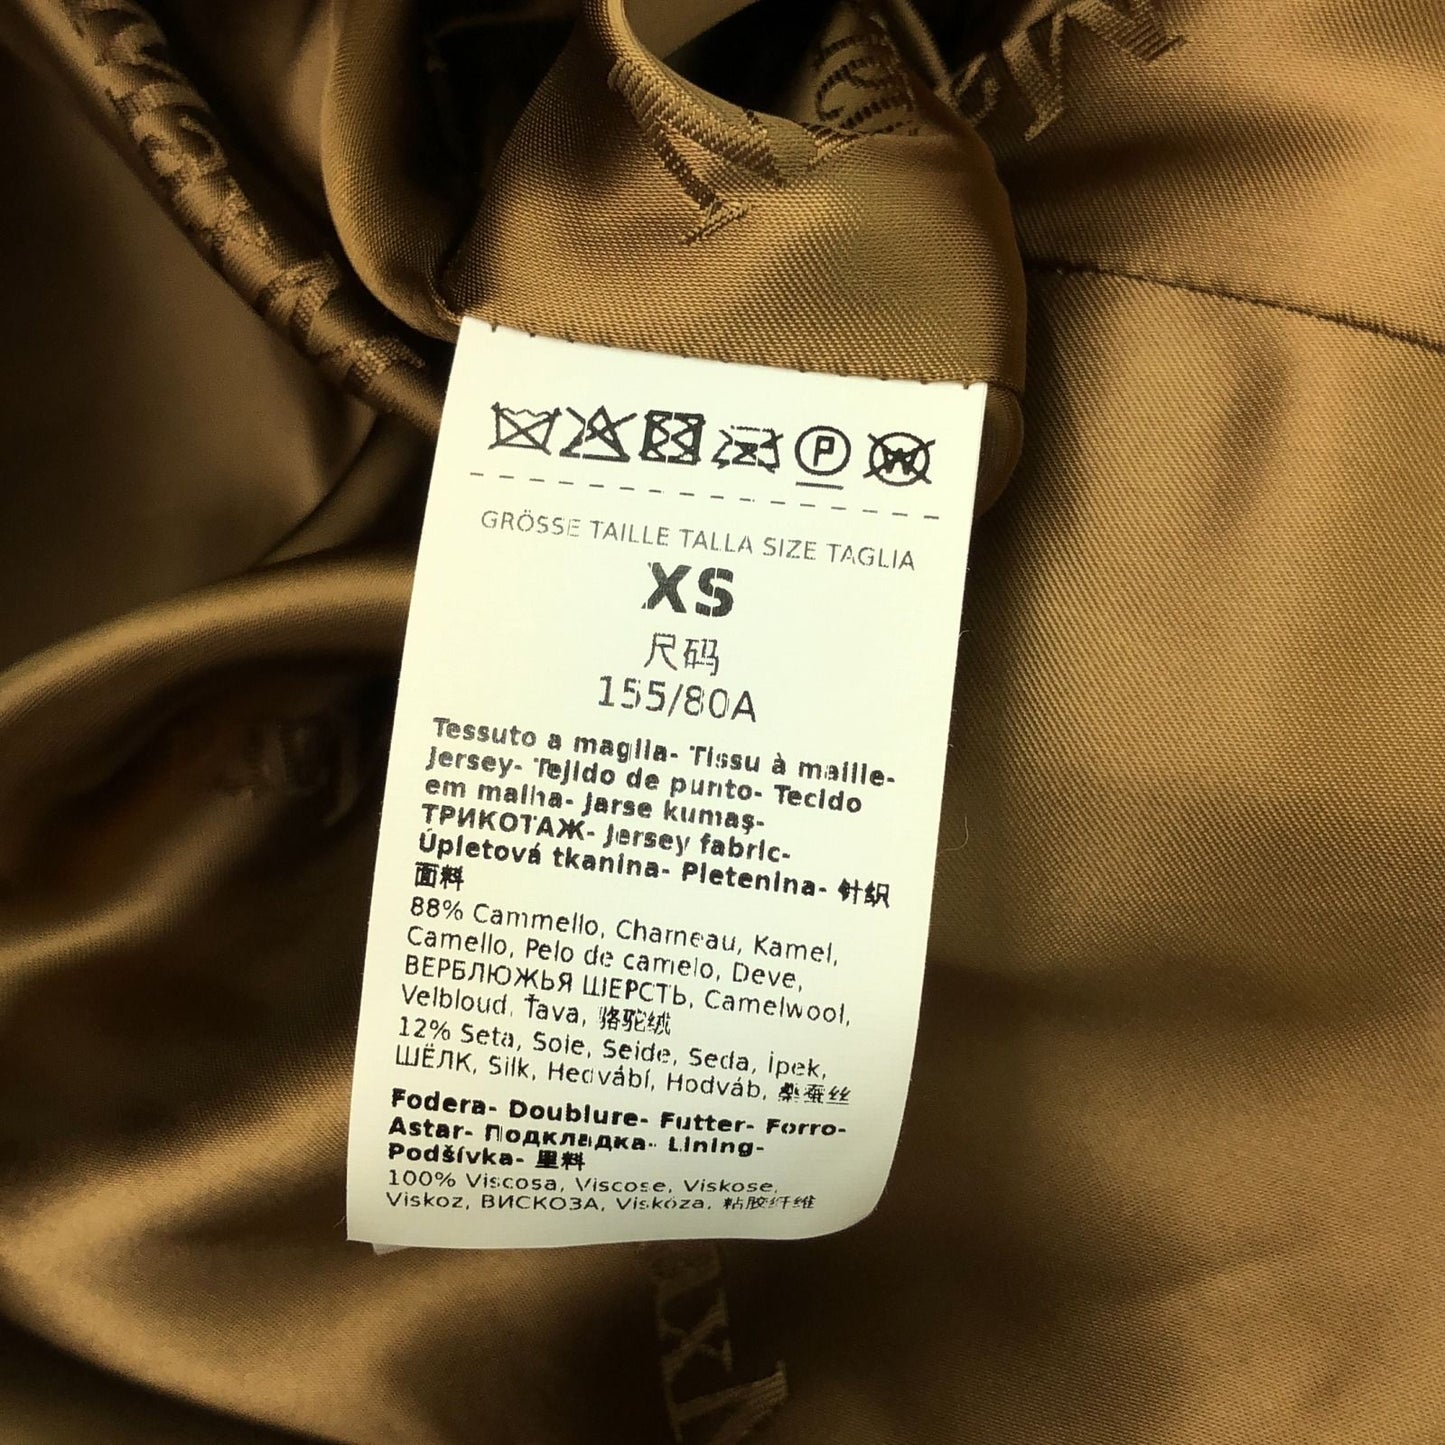 P
W
GRÖSSE TAILLE TALLA SIZE TAGLIA
XS
尺码
155/80A
Tessuto a maglia- Tissu à maille-
Jersey- Tejido de punto- Tecido
em malha- Jarse kumaş-
ТРИКОТАЖ- Jersey fabric-
Úpletová tkanina- Pletenina- 针织
面料
88% Cammello, Chameau, Kamel,
Camello, Pelo de camelo, Deve,
ВЕРБЛЮЖЬЯ ШЕРСТЬ, Camelwool,
Velbloud, Ťava, 骆驼绒
12% Seta, Soie, Seide, Seda, İpek,
ШЁЛК, Silk, Hedvábí, Hodváb, 桑蚕丝
Fodera- Doublure- Futter- Forro-
Astar- Подкладка- Lining-
Podšívka- 里料
100% Viscosa, Viscose, Viskose,
Viskoz, ВИСКОЗА, Viskóza, 粘胶纤维